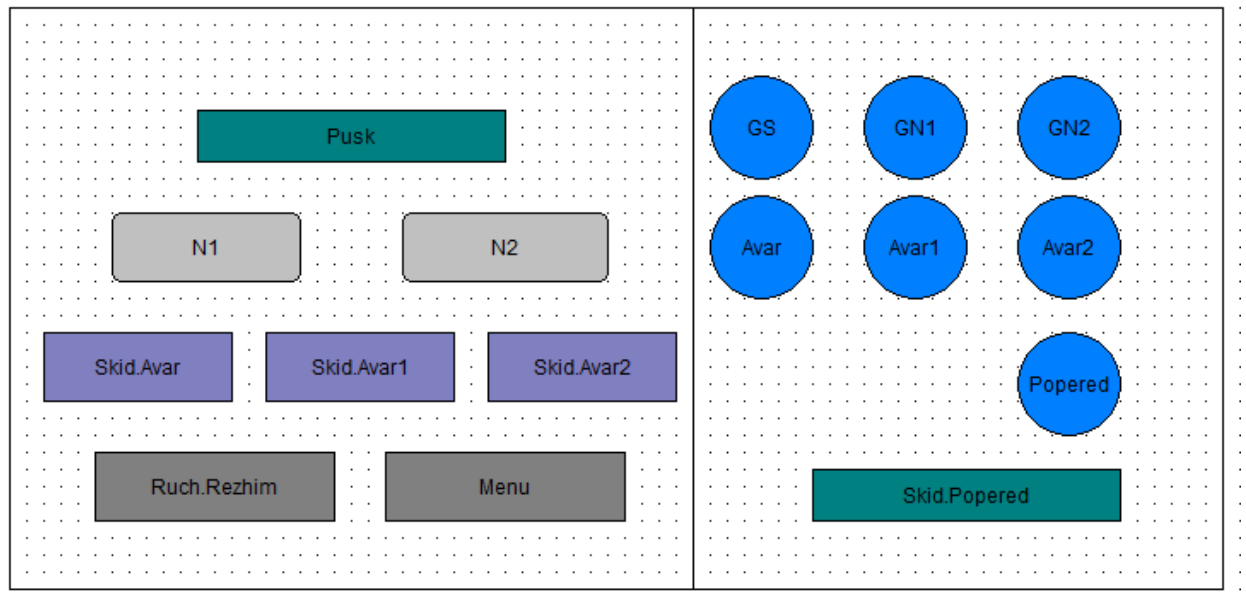 Pusk
N1
N2
Skid.Avar
Skid.Avar1
Skid.Avar2
Ruch.Rezhim
Menu
GS
GN1
GN2
Avar
Avar1
Avar2
Popered
Skid.Popered